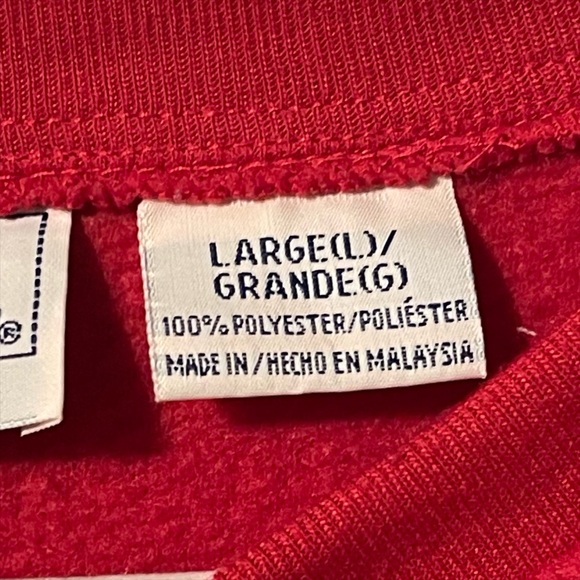 LARGE(L)/
GRANDE(G)
100% POLYESTER/POLIÉSTER
MADE IN/HECHO EN MALAYSIA
®